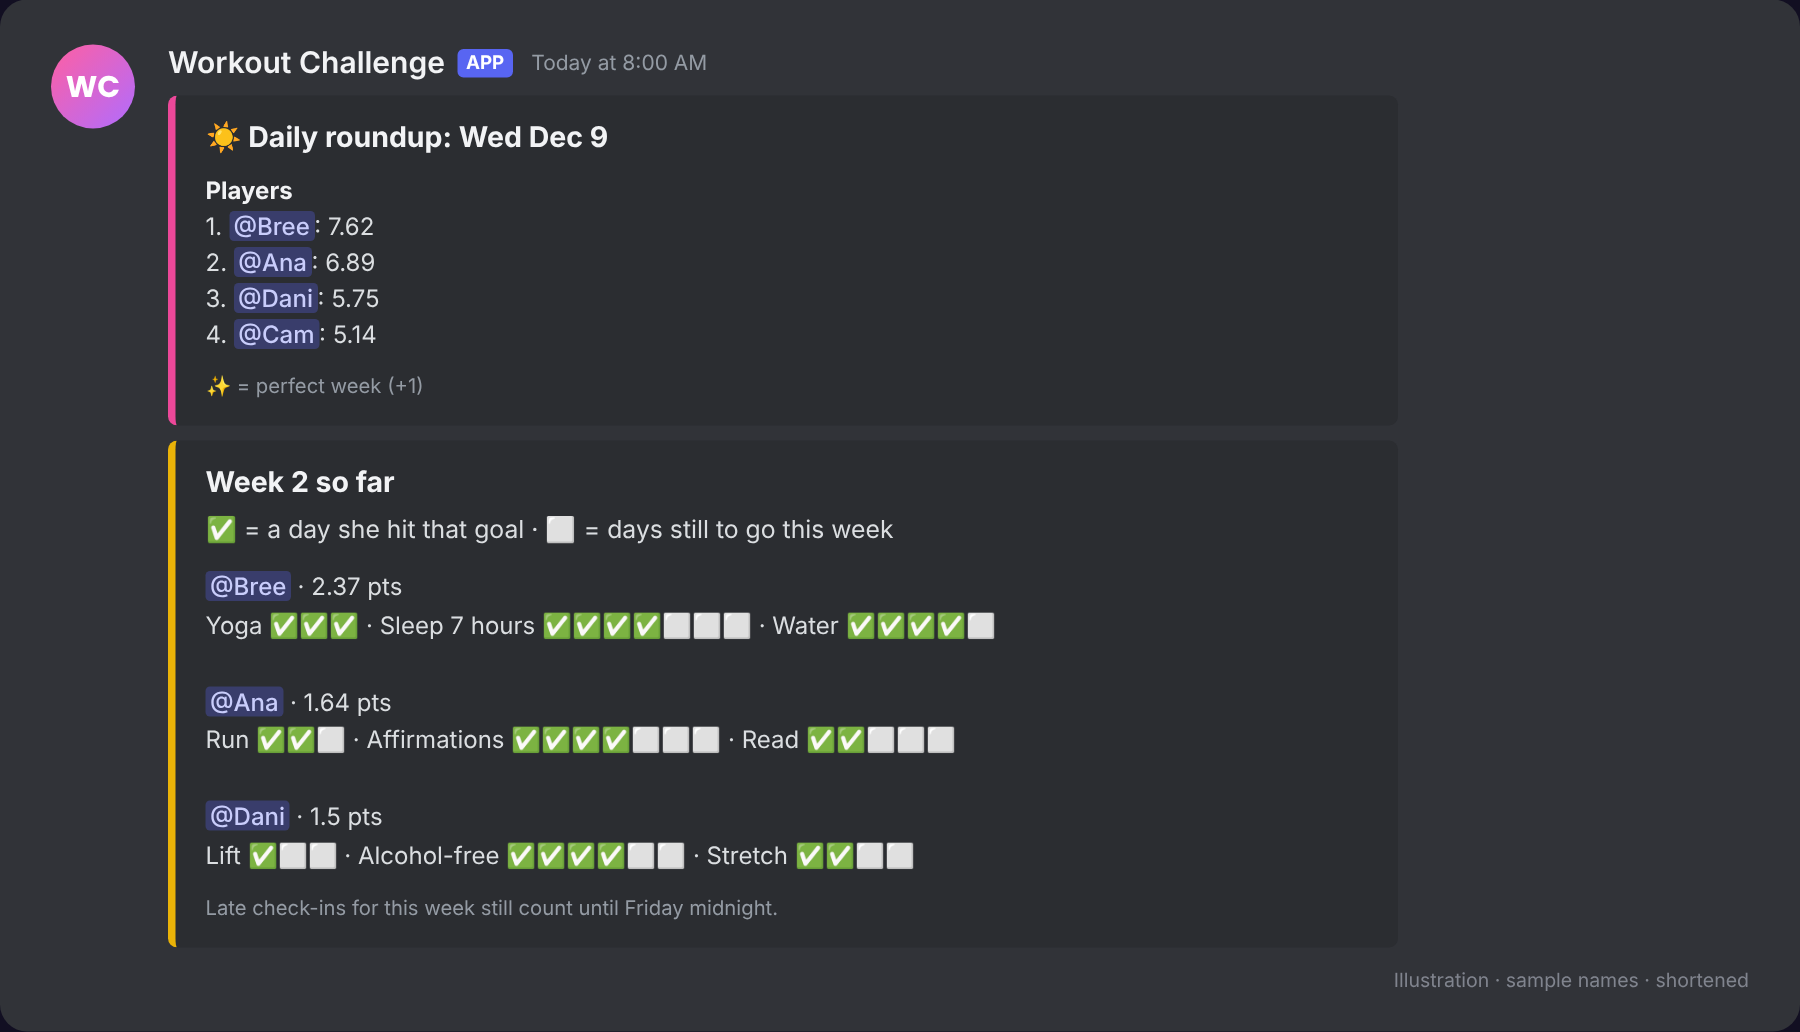 WC
Workout Challenge APP Today at 8:00 AM
☀️ Daily roundup: Wed Dec 9
Players
1. @Bree: 7.62
2. @Ana: 6.89
3. @Dani: 5.75
4. @Cam: 5.14
✨ = perfect week (+1)
Week 2 so far
✅ = a day she hit that goal · ⬜ = days still to go this week
@Bree · 2.37 pts
Yoga ✅✅✅ · Sleep 7 hours ✅✅✅✅⬜⬜⬜ · Water ✅✅✅✅⬜
@Ana · 1.64 pts
Run ✅✅⬜ · Affirmations ✅✅✅✅⬜⬜⬜ · Read ✅✅⬜⬜⬜
@Dani · 1.5 pts
Lift ✅⬜⬜ · Alcohol-free ✅✅✅✅⬜⬜ · Stretch ✅✅⬜⬜
Late check-ins for this week still count until Friday midnight.
Illustration · sample names · shortened